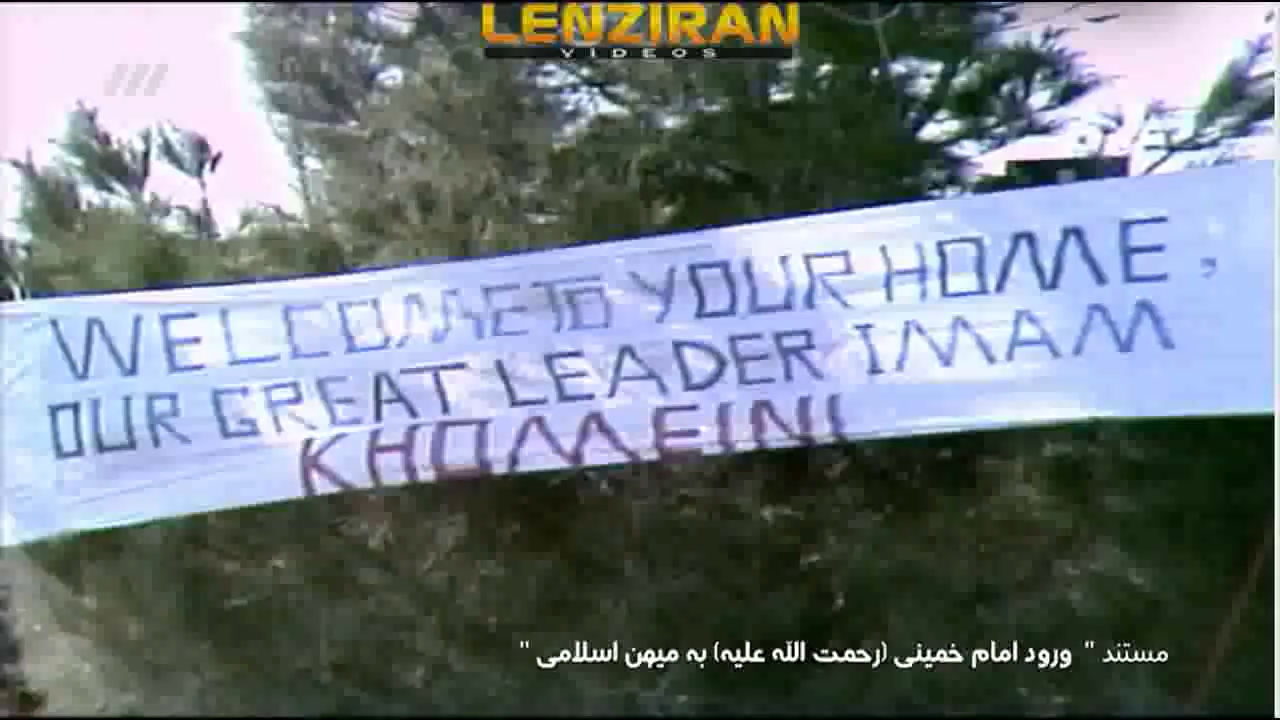 LENZIRAN
VIDEOS
WELCOME TO YOUR HOME,
OUR GREAT LEADER IMAM
KHOMEINI
مستند " ورود امام خمینی (رحمت الله علیه) به میهن اسلامی "